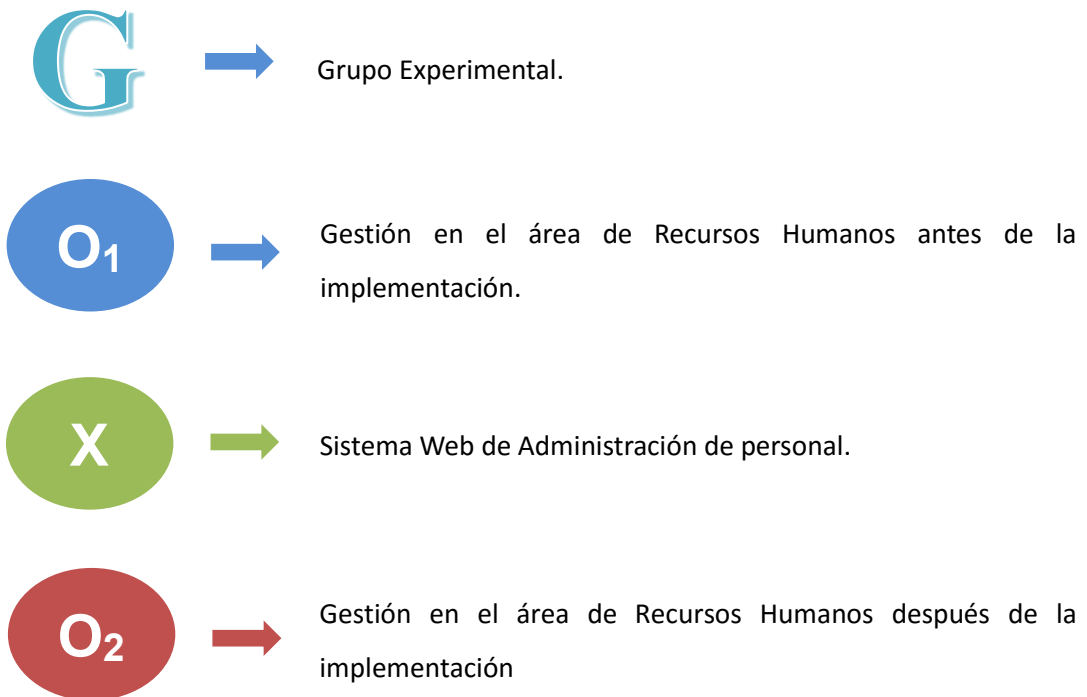 G
Grupo Experimental.
O₁
Gestión en el área de Recursos Humanos antes de la
implementación.
X
Sistema Web de Administración de personal.
O₂
Gestión en el área de Recursos Humanos después de la
implementación